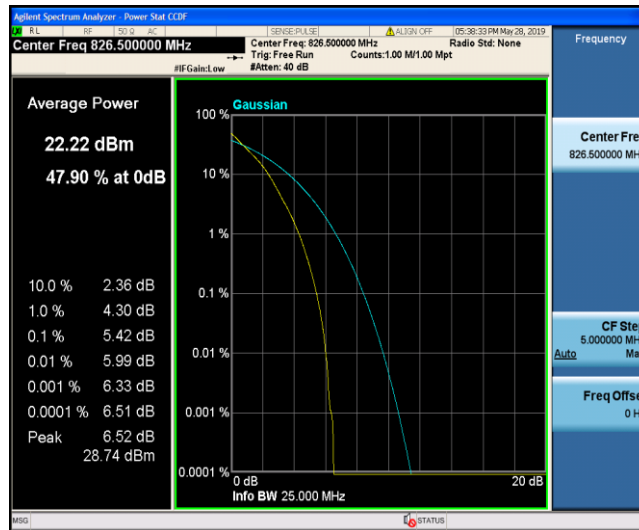 Agilent Spectrum Analyzer - Power Stat CCDF
RL RF 50 Ω AC SENSE:PULSE ALIGN OFF 05:38:33 PM May 28, 2019
Center Freq 826.500000 MHz
Center Freq: 826.500000 MHz Radio Std: None
Trig: Free Run Counts:1.00 M/1.00 Mpt
#IFGain:Low #Atten: 40 dB
Frequency
Average Power
22.22 dBm
47.90 % at 0dB
10.0 % 2.36 dB
1.0 % 4.30 dB
0.1 % 5.42 dB
0.01 % 5.99 dB
0.001 % 6.33 dB
0.0001 % 6.51 dB
Peak 6.52 dB
28.74 dBm
Gaussian
100 %
10 %
1 %
0.1 %
0.01 %
0.001 %
0.0001 %
0 dB 20 dB
Info BW 25.000 MHz
Center Fre
826.500000 MH
CF Ste
5.000000 MH
Auto Ma
Freq Offse
0 H
MSG STATUS